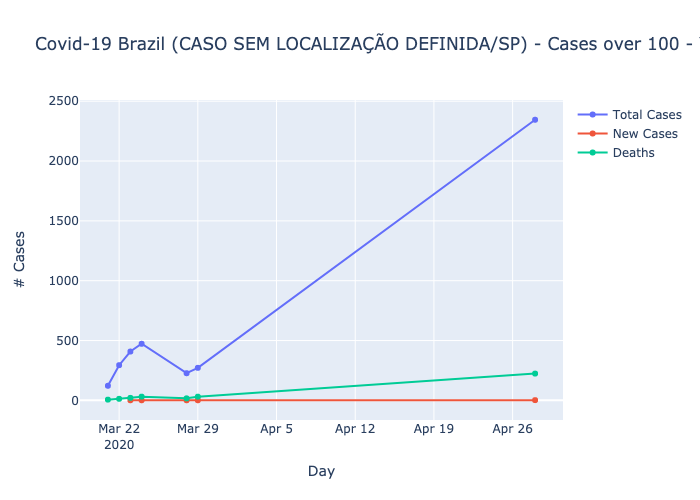 Covid-19 Brazil (CASO SEM LOCALIZAÇÃO DEFINIDA/SP) - Cases over 100 -
2500
2000
1500
1000
500
0
# Cases
Mar 22
2020
Mar 29
Apr 5
Apr 12
Apr 19
Apr 26
Day
Total Cases
New Cases
Deaths